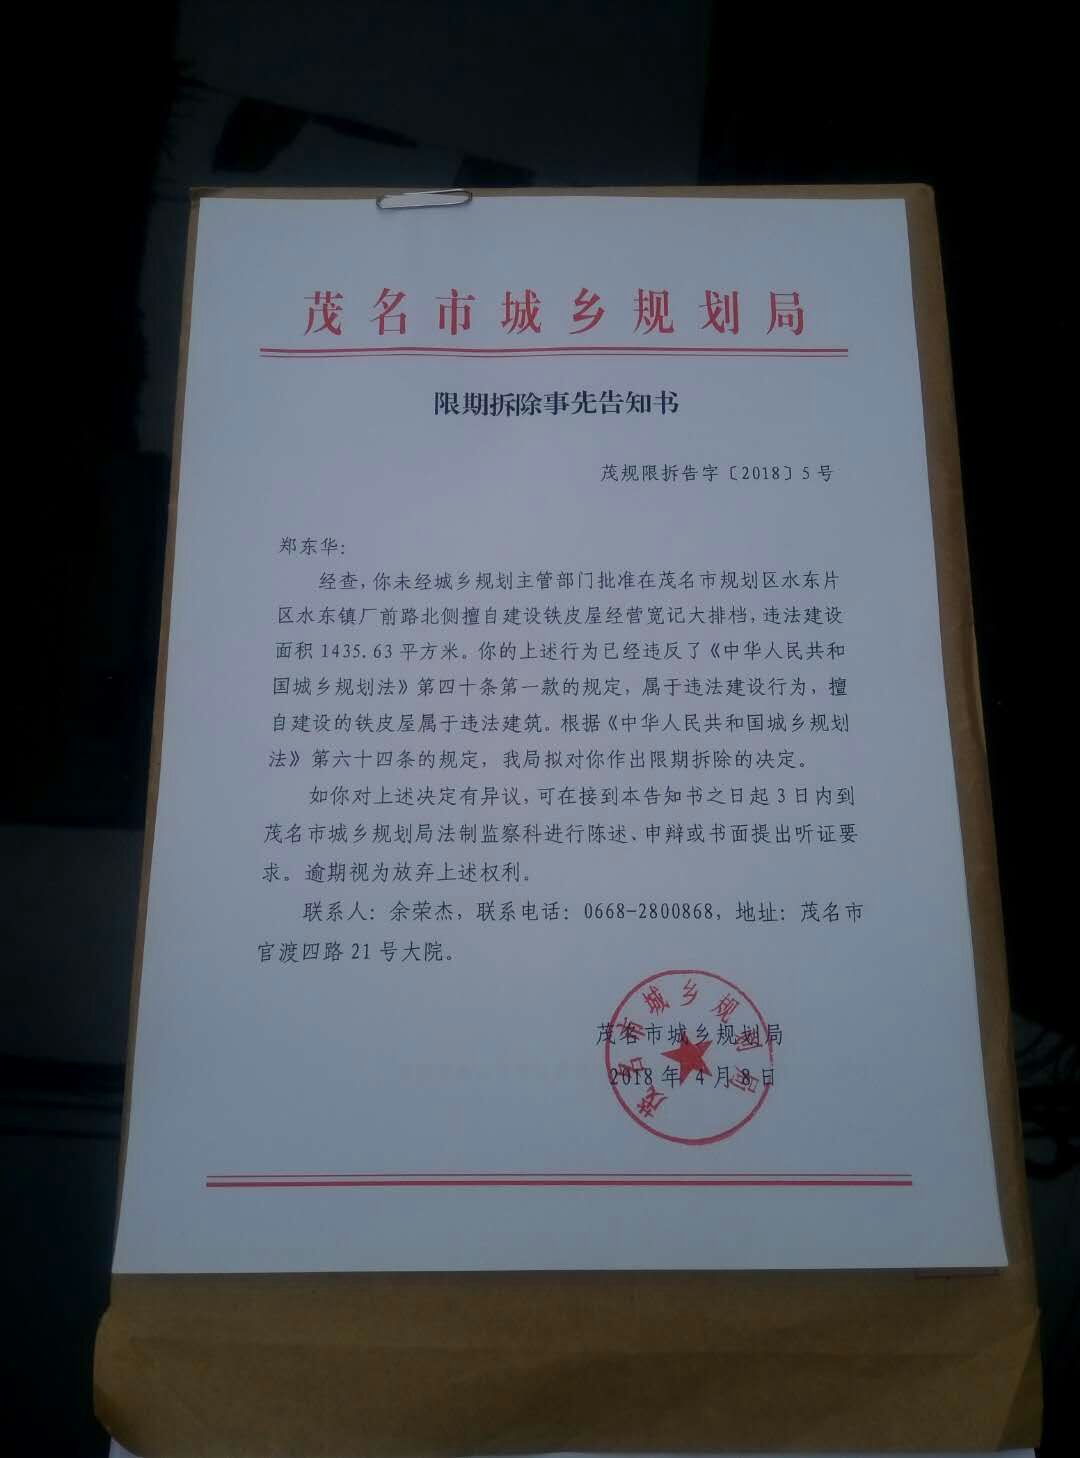 茂名市城乡规划局
限期拆除事先告知书
茂规限拆告字〔2018〕5号
郑东华：
经查，你未经城乡规划主管部门批准在茂名市规划区水东片
区水东镇厂前路北侧擅自建设铁皮屋经营宽记大排档，违法建设
面积1435.63平方米。你的上述行为已经违反了《中华人民共和
国城乡规划法》第四十条第一款的规定，属于违法建设行为，擅
自建设的铁皮屋属于违法建筑。根据《中华人民共和国城乡规划
法》第六十四条的规定，我局拟对你作出限期拆除的决定。
如你对上述决定有异议，可在接到本告知书之日起3日内到
茂名市城乡规划局法制监察科进行陈述、申辩或书面提出听证要
求。逾期视为放弃上述权利。
联系人：余荣杰，联系电话：0668-2800868，地址：茂名市
官渡四路21号大院。
茂名市城乡规划局
2018年4月8日
茂名市城乡规划局